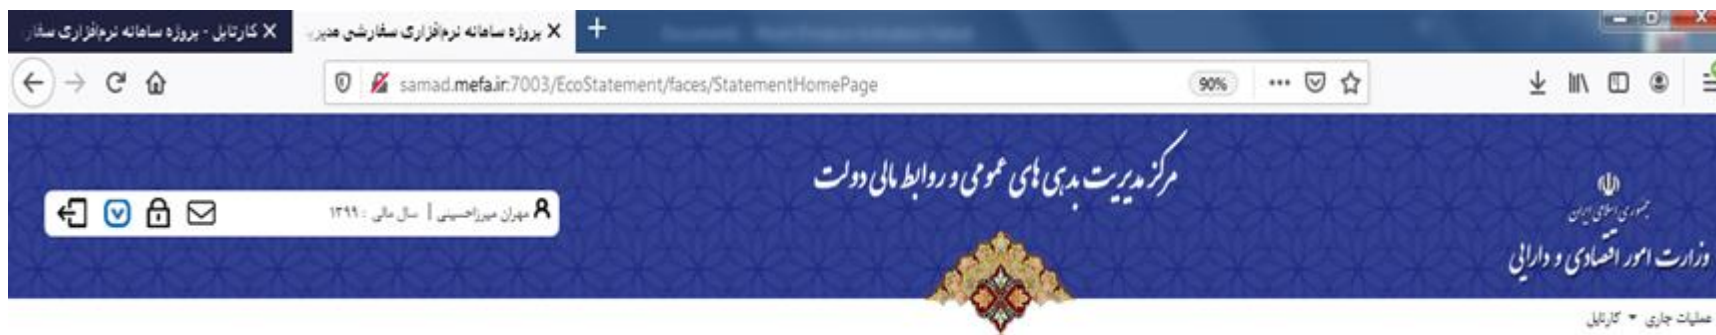 کارتابل - پروژه سامانه نرم‌افزاری سفار
پروژه سامانه نرم‌افزاری سفارشی مدیر
samad.mefa.ir:7003/EcoStatement/faces/StatementHomePage
90%
مرکز مدیریت بدهی های عمومی و روابط مالی دولت
مهران میرزاحسینی | سال مالی : ۱۳۹۹
جمهوری اسلامی ایران
وزارت امور اقتصادی و دارایی
عملیات جاری کارتابل